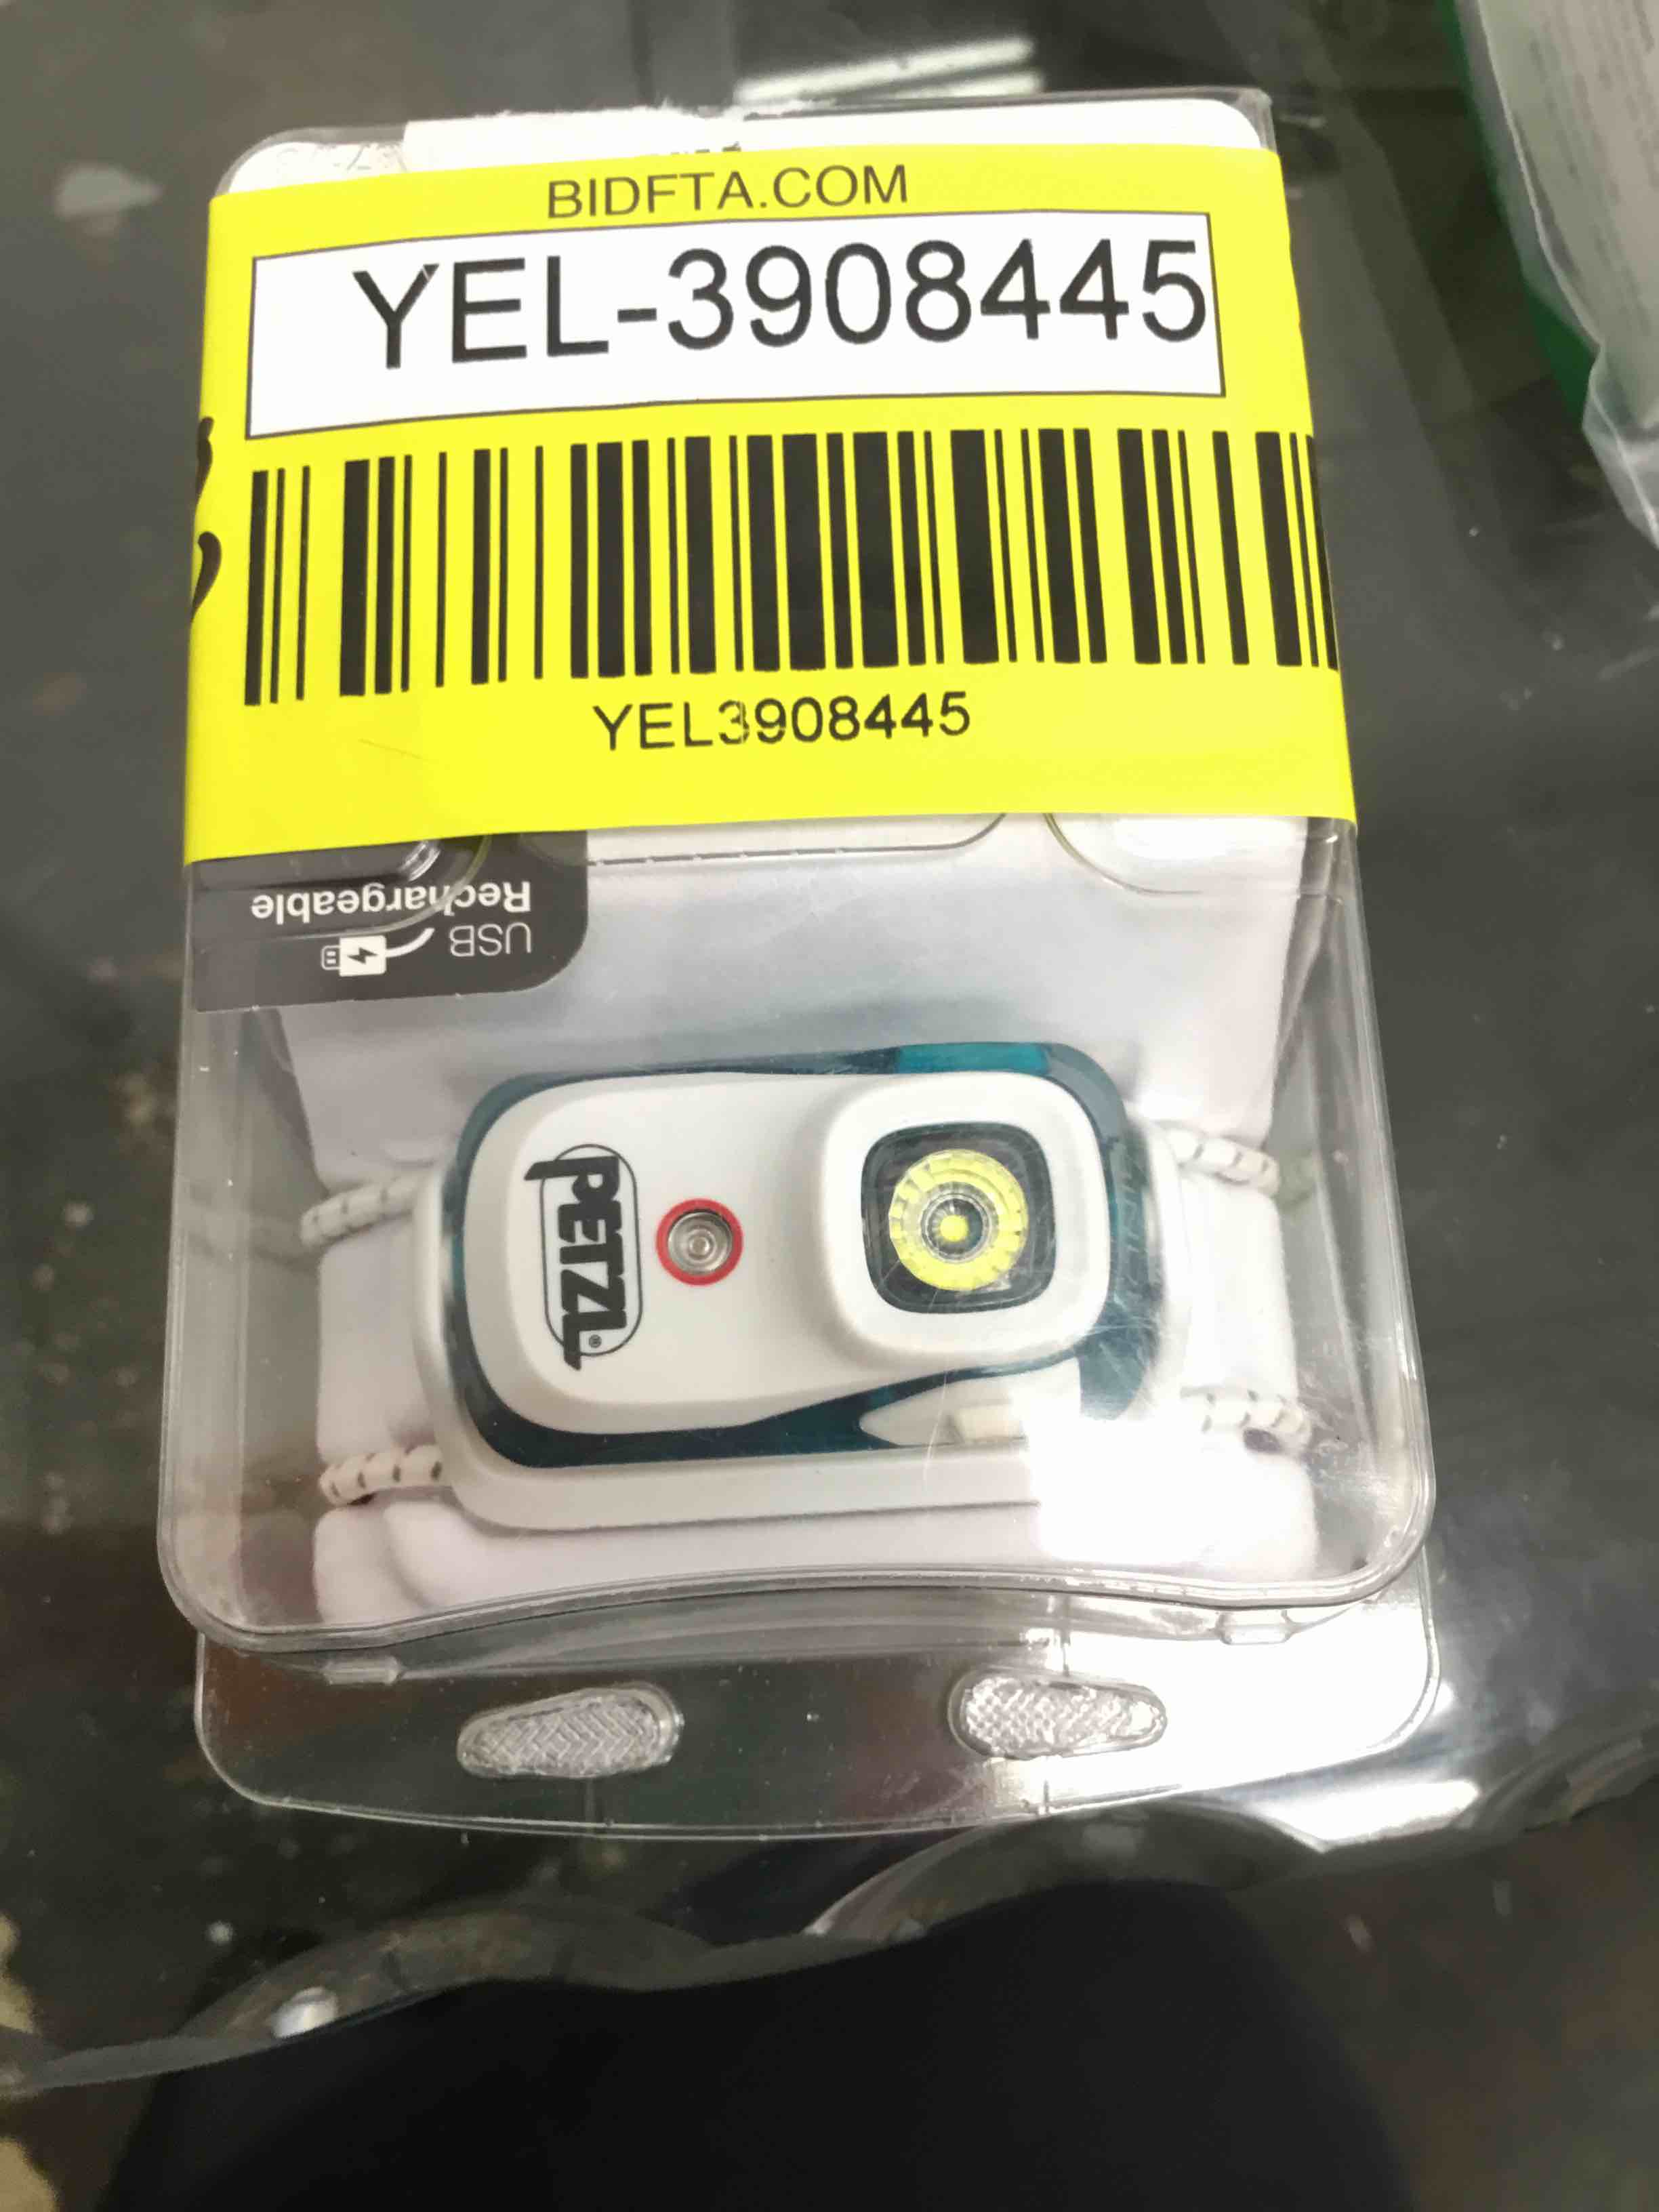 BIDFTA.COM
YEL-3908445
YEL3908445
USB
Rechargeable
PETZL®